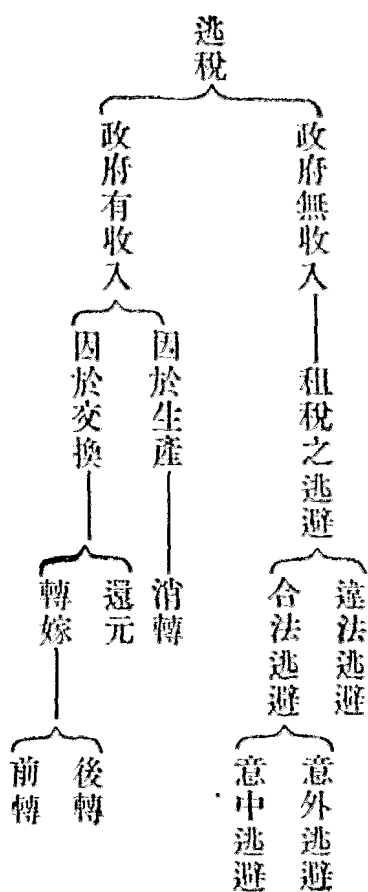 逃稅
政府無收入
租稅之逃避
違法逃避
合法逃避
意外逃避
意中逃避
政府有收入
因於生產
消轉
因於交換
還元
轉嫁
後轉
前轉